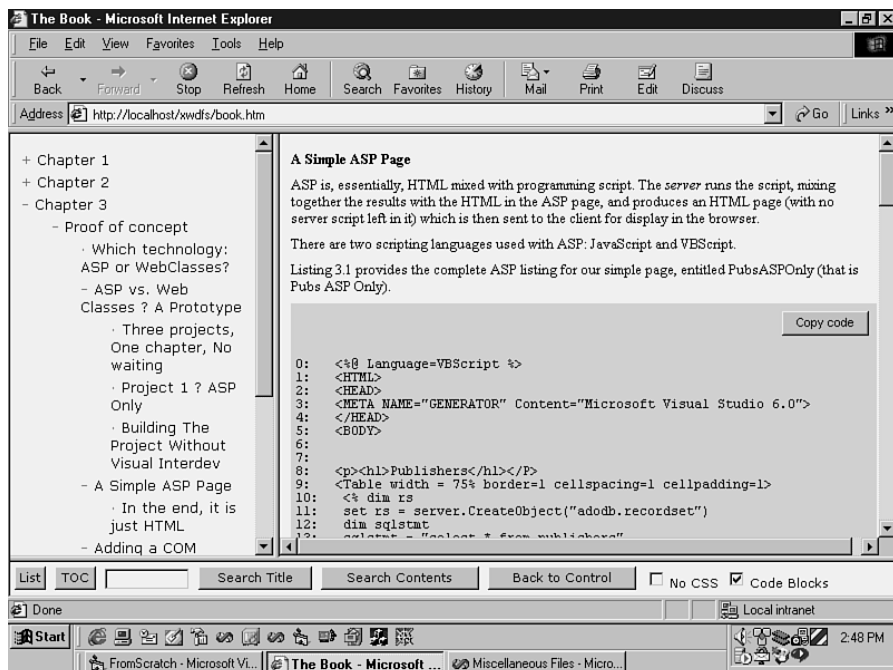 The Book - Microsoft Internet Explorer
File Edit View Favorites Tools Help
Back Forward Stop Refresh Home Search Favorites History Mail Print Edit Discuss
Address http://localhost/xwdfs/book.htm Go Links »
+ Chapter 1
+ Chapter 2
- Chapter 3
- Proof of concept
· Which technology:
ASP or WebClasses?
- ASP vs. Web
Classes ? A Prototype
· Three projects,
One chapter, No
waiting
· Project 1 ? ASP
Only
· Building The
Project Without
Visual Interdev
- A Simple ASP Page
· In the end, it is
just HTML
- Adding a COM
A Simple ASP Page
ASP is, essentially, HTML mixed with programming script. The server runs the script, mixing
together the results with the HTML in the ASP page, and produces an HTML page (with no
server script left in it) which is then sent to the client for display in the browser.
There are two scripting languages used with ASP: JavaScript and VBScript.
Listing 3.1 provides the complete ASP listing for our simple page, entitled PubsASPOnly (that is
Pubs ASP Only).
Copy code
0: <%@ Language=VBScript %>
1: <HTML>
2: <HEAD>
3: <META NAME="GENERATOR" Content="Microsoft Visual Studio 6.0">
4: </HEAD>
5: <BODY>
6:
7:
8: <p><h1>Publishers</h1></P>
9: <Table width = 75% border=1 cellspacing=1 cellpadding=1>
10: <% dim rs
11: set rs = server.CreateObject("adodb.recordset")
12: dim sqlstmt
13: sqlstmt = "select * from publishers"
List TOC Search Title Search Contents Back to Control No CSS Code Blocks
Done Local intranet
Start 2:48 PM
FromScratch - Microsoft Vi... The Book - Microsoft ... Miscellaneous Files - Micro...